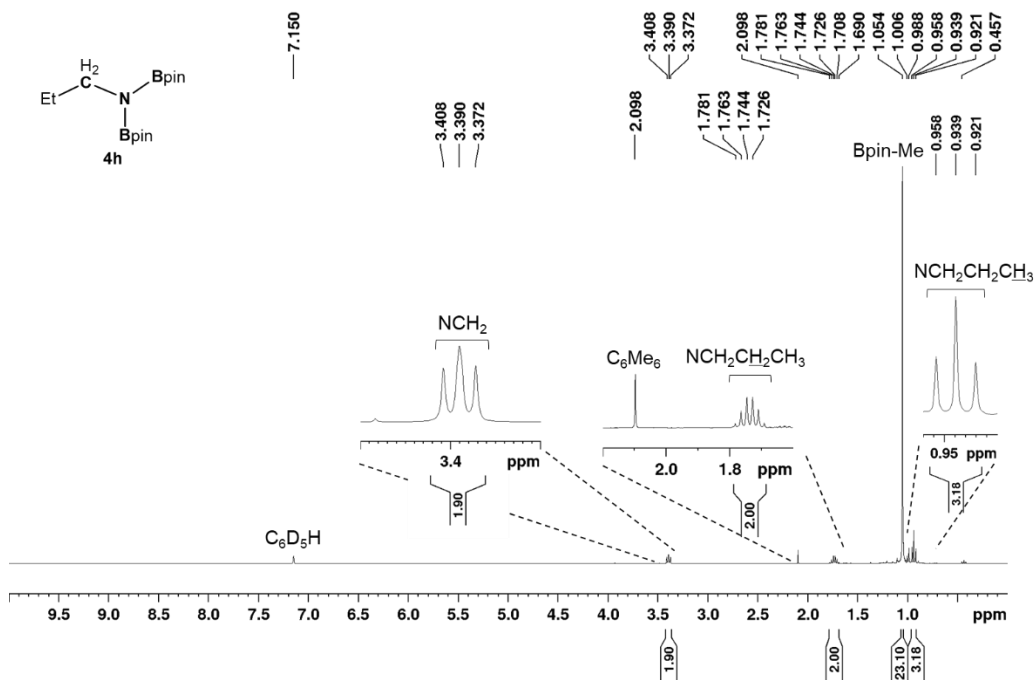 7.150
3.408
3.390
3.372
2.098
1.781
1.763
1.744
1.726
1.708
1.690
1.054
1.006
0.988
0.958
0.939
0.921
0.457
H₂
C
Et
N
Bpin
Bpin
4h
3.408
3.390
3.372
2.098
1.781
1.763
1.744
1.726
Bpin-Me
0.958
0.939
0.921
NCH₂CH₂CH₃
NCH₂
C₆Me₆
NCH₂CH₂CH₃
3.4 ppm
2.0 1.8 ppm
0.95 ppm
1.90
2.00
3.18
C₆D₅H
9.5 9.0 8.5 8.0 7.5 7.0 6.5 6.0 5.5 5.0 4.5 4.0 3.5 3.0 2.5 2.0 1.5 1.0 ppm
1.90
2.00
23.10
3.18